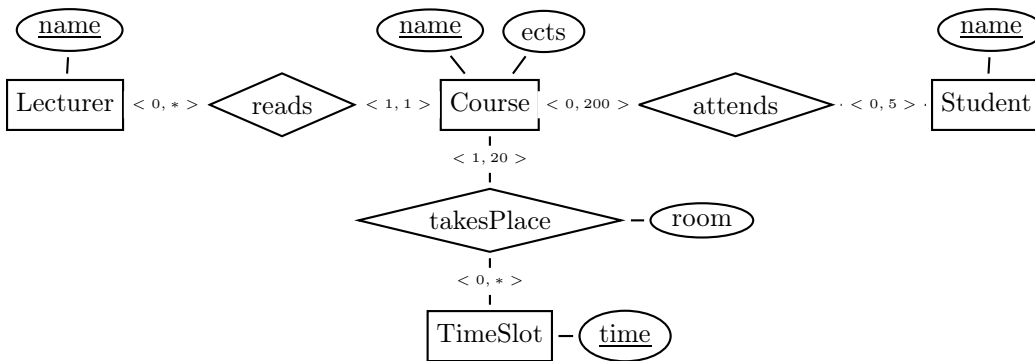 name name ects name
Lecturer < 0, * > reads < 1, 1 > Course < 0, 200 > attends < 0, 5 > Student
< 1, 20 >
takesPlace room
< 0, * >
TimeSlot time